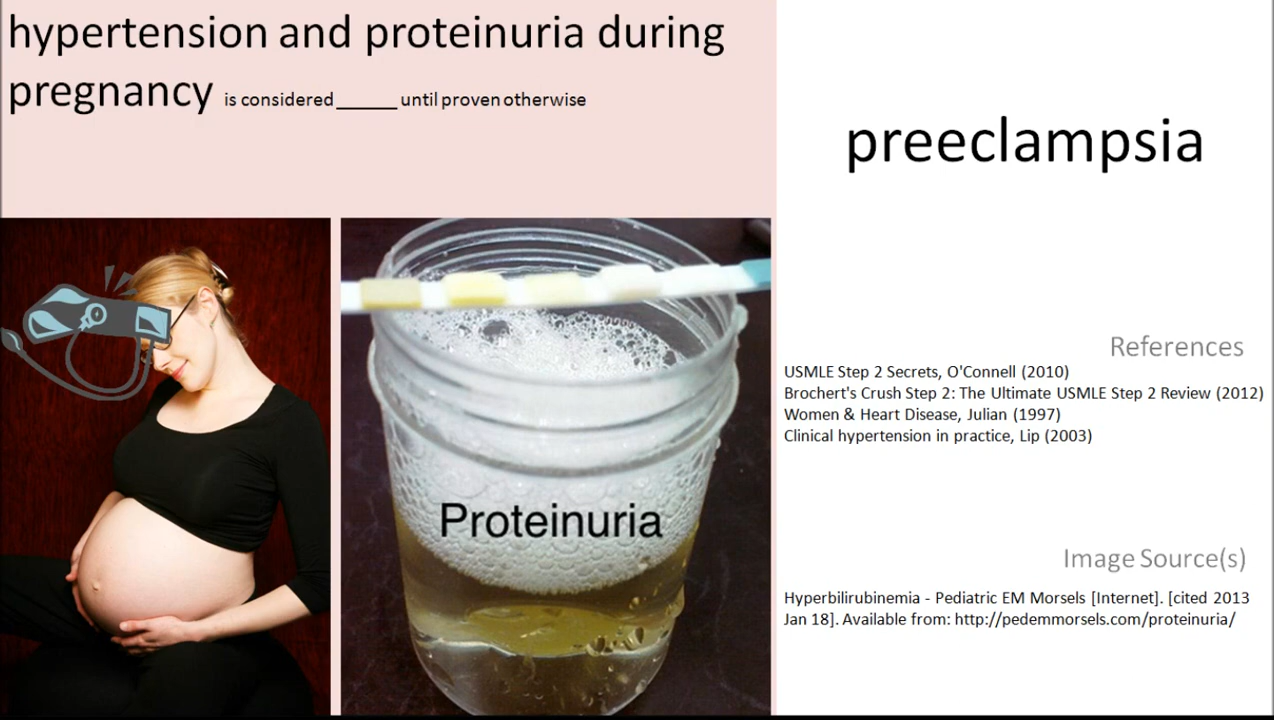 hypertension and proteinuria during
pregnancy is considered______ until proven otherwise
preeclampsia
Proteinuria
References
USMLE Step 2 Secrets, O'Connell (2010)
Brochert's Crush Step 2: The Ultimate USMLE Step 2 Review (2012)
Women & Heart Disease, Julian (1997)
Clinical hypertension in practice, Lip (2003)
Image Source(s)
Hyperbilirubinemia - Pediatric EM Morsels [Internet]. [cited 2013
Jan 18]. Available from: http://pedemmorsels.com/proteinuria/